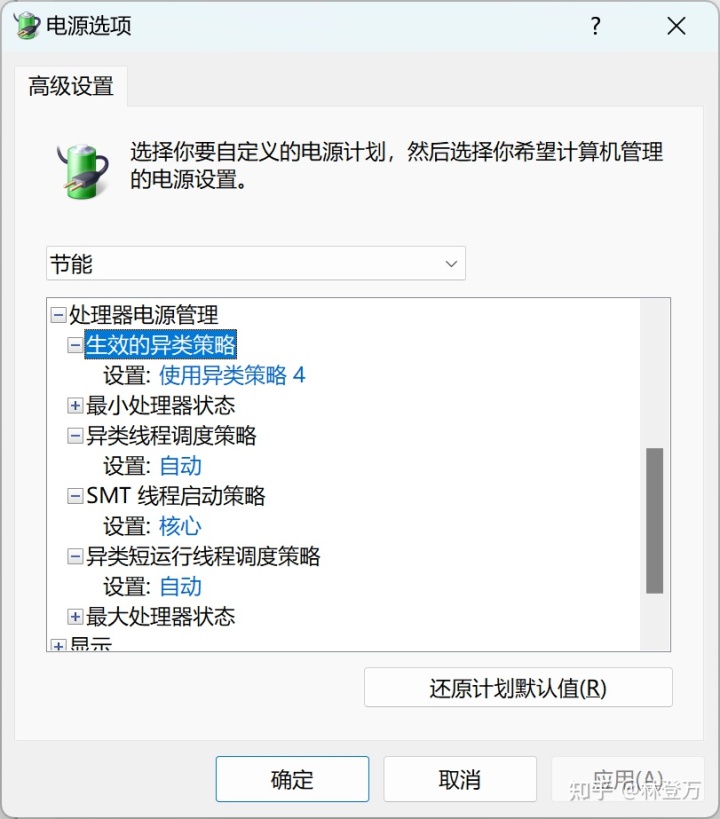 电源选项
?
高级设置
选择你要自定义的电源计划，然后选择你希望计算机管理
的电源设置。
节能
处理器电源管理
生效的异类策略
设置: 使用异类策略 4
最小处理器状态
异类线程调度策略
设置: 自动
SMT 线程启动策略
设置: 核心
异类短运行线程调度策略
设置: 自动
最大处理器状态
显示
还原计划默认值(R)
确定
取消
应用(A)
知乎 @林登万